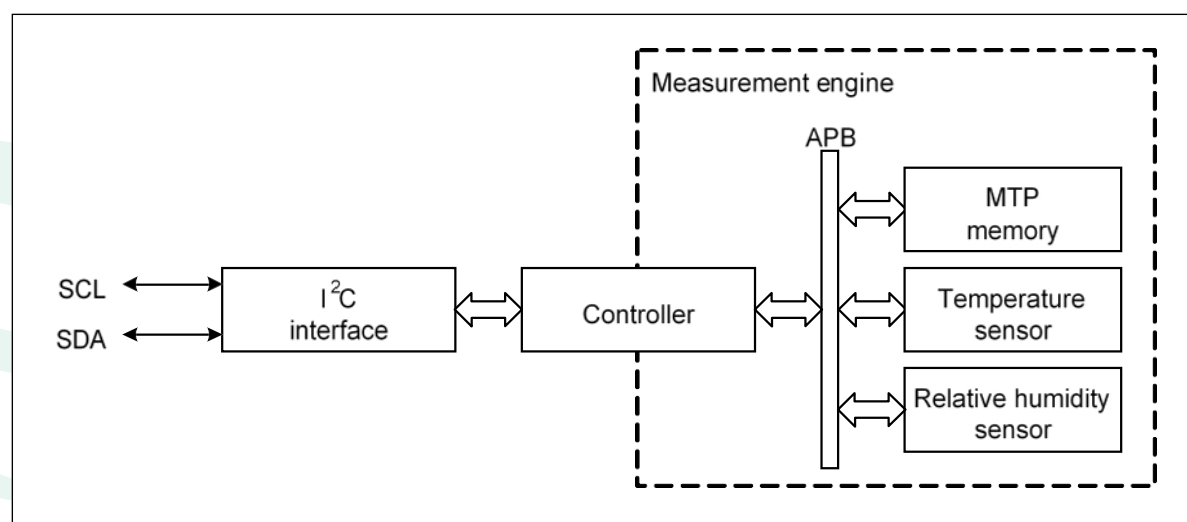 Measurement engine
APB
MTP
memory
SCL
SDA
I²C
interface
Controller
Temperature
sensor
Relative humidity
sensor